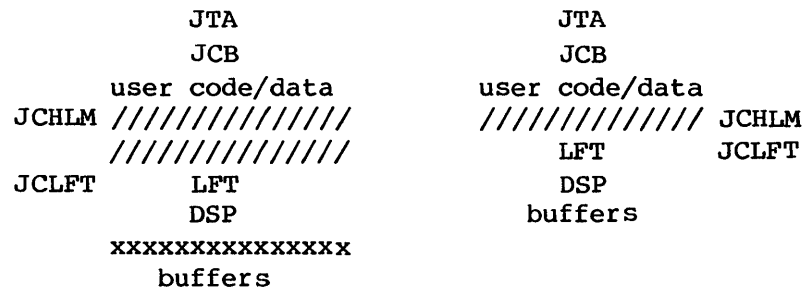 JTA JTA
JCB JCB
user code/data user code/data
JCHLM /////////////// ////////////// JCHLM
/////////////// LFT JCLFT
JCLFT LFT DSP
DSP buffers
xxxxxxxxxxxxxxx
buffers